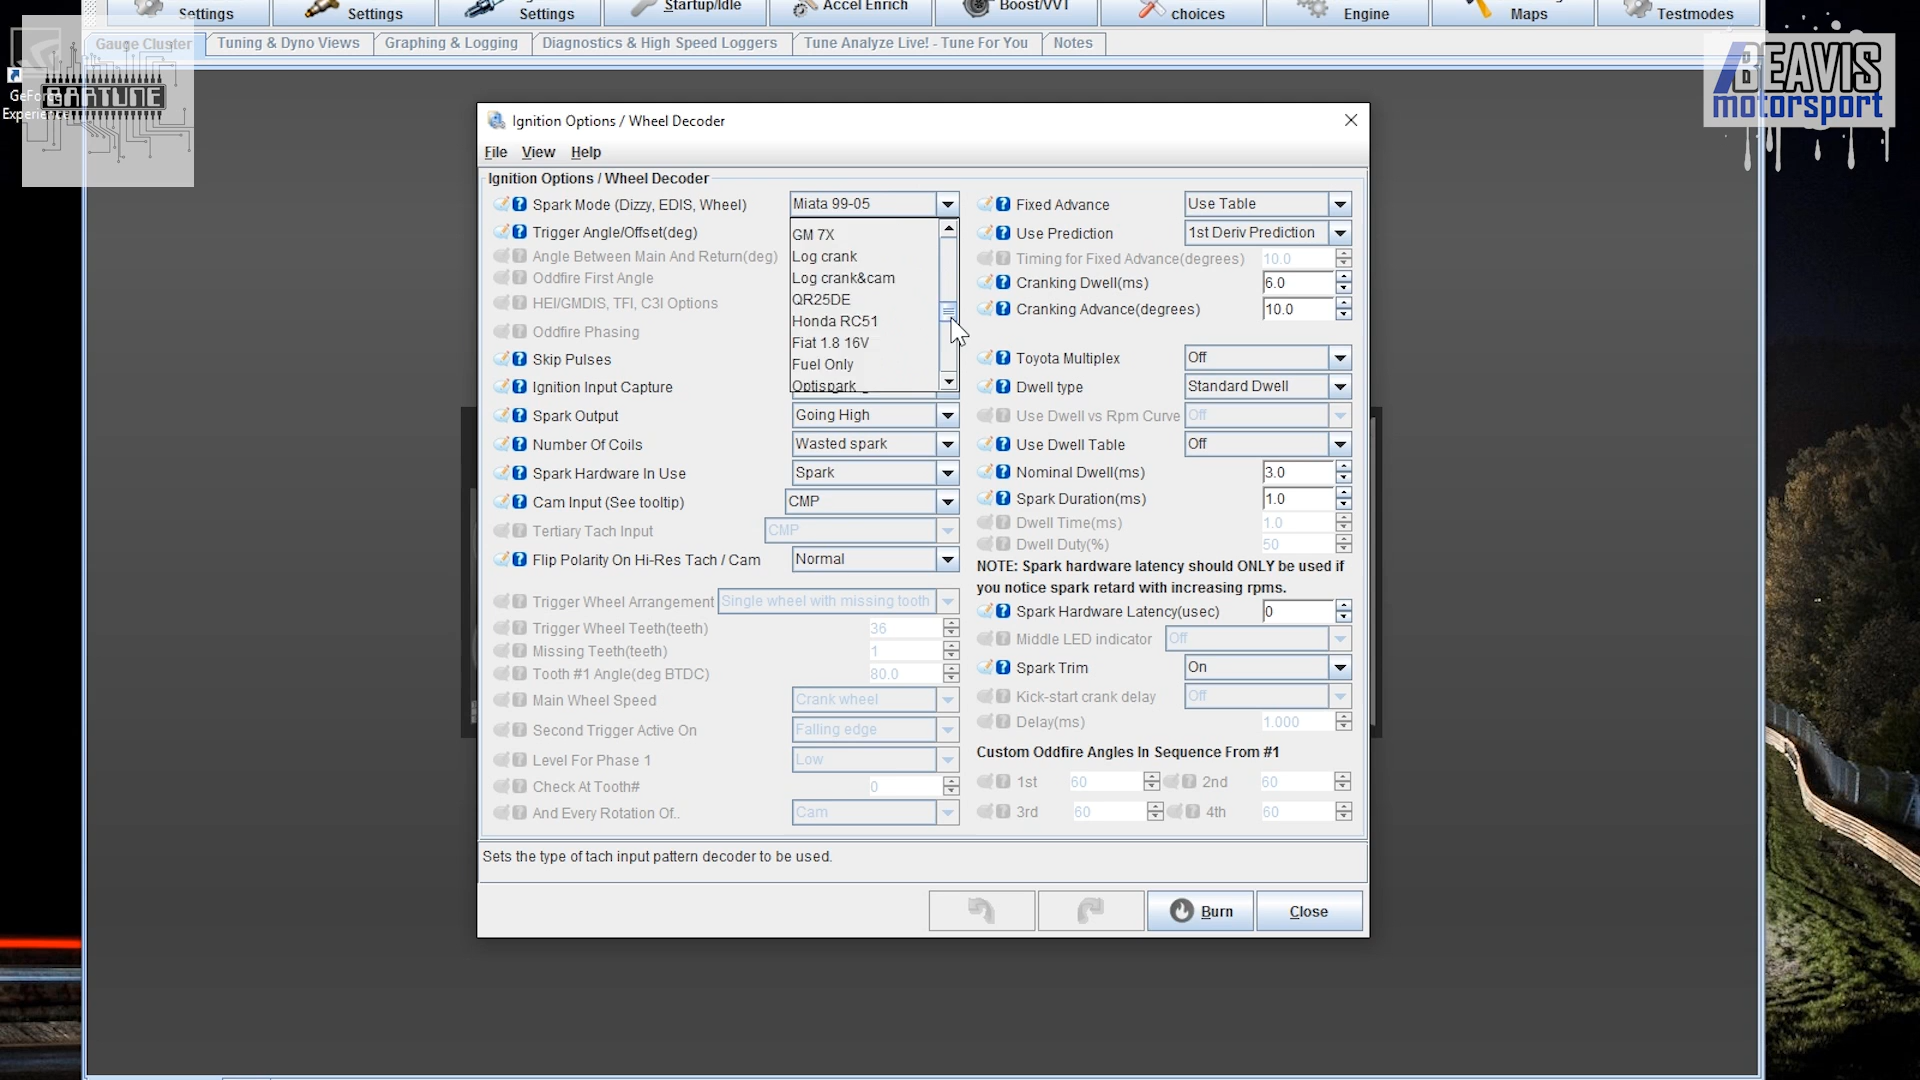 Settings
Settings
Settings
Startup/Idle
Accel Enrich
Boost/VVT
choices
Engine
Maps
Testmodes
Gauge Cluster
Tuning & Dyno Views
Graphing & Logging
Diagnostics & High Speed Loggers
Tune Analyze Live! - Tune For You
Notes
GeForce
Experience
BARTUNE
BEAVIS
motorsport
Ignition Options / Wheel Decoder
File View Help
Ignition Options / Wheel Decoder
Spark Mode (Dizzy, EDIS, Wheel)
Miata 99-05
Trigger Angle/Offset(deg)
Angle Between Main And Return(deg)
Oddfire First Angle
HEI/GMDIS, TFI, C3I Options
Oddfire Phasing
Skip Pulses
Ignition Input Capture
GM 7X
Log crank
Log crank&cam
QR25DE
Honda RC51
Fiat 1.8 16V
Fuel Only
Optispark
Spark Output Going High
Number Of Coils Wasted spark
Spark Hardware In Use Spark
Cam Input (See tooltip) CMP
Tertiary Tach Input CMP
Flip Polarity On Hi-Res Tach / Cam Normal
Trigger Wheel Arrangement Single wheel with missing tooth
Trigger Wheel Teeth(teeth) 36
Missing Teeth(teeth) 1
Tooth #1 Angle(deg BTDC) 80.0
Main Wheel Speed Crank wheel
Second Trigger Active On Falling edge
Level For Phase 1 Low
Check At Tooth# 0
And Every Rotation Of.. Cam
Fixed Advance Use Table
Use Prediction 1st Deriv Prediction
Timing for Fixed Advance(degrees) 10.0
Cranking Dwell(ms) 6.0
Cranking Advance(degrees) 10.0
Toyota Multiplex Off
Dwell type Standard Dwell
Use Dwell vs Rpm Curve Off
Use Dwell Table Off
Nominal Dwell(ms) 3.0
Spark Duration(ms) 1.0
Dwell Time(ms) 1.0
Dwell Duty(%) 50
NOTE: Spark hardware latency should ONLY be used if
you notice spark retard with increasing rpms.
Spark Hardware Latency(usec) 0
Middle LED indicator Off
Spark Trim On
Kick-start crank delay Off
Delay(ms) 1.000
Custom Oddfire Angles In Sequence From #1
1st 60 2nd 60
3rd 60 4th 60
Sets the type of tach input pattern decoder to be used.
Burn
Close